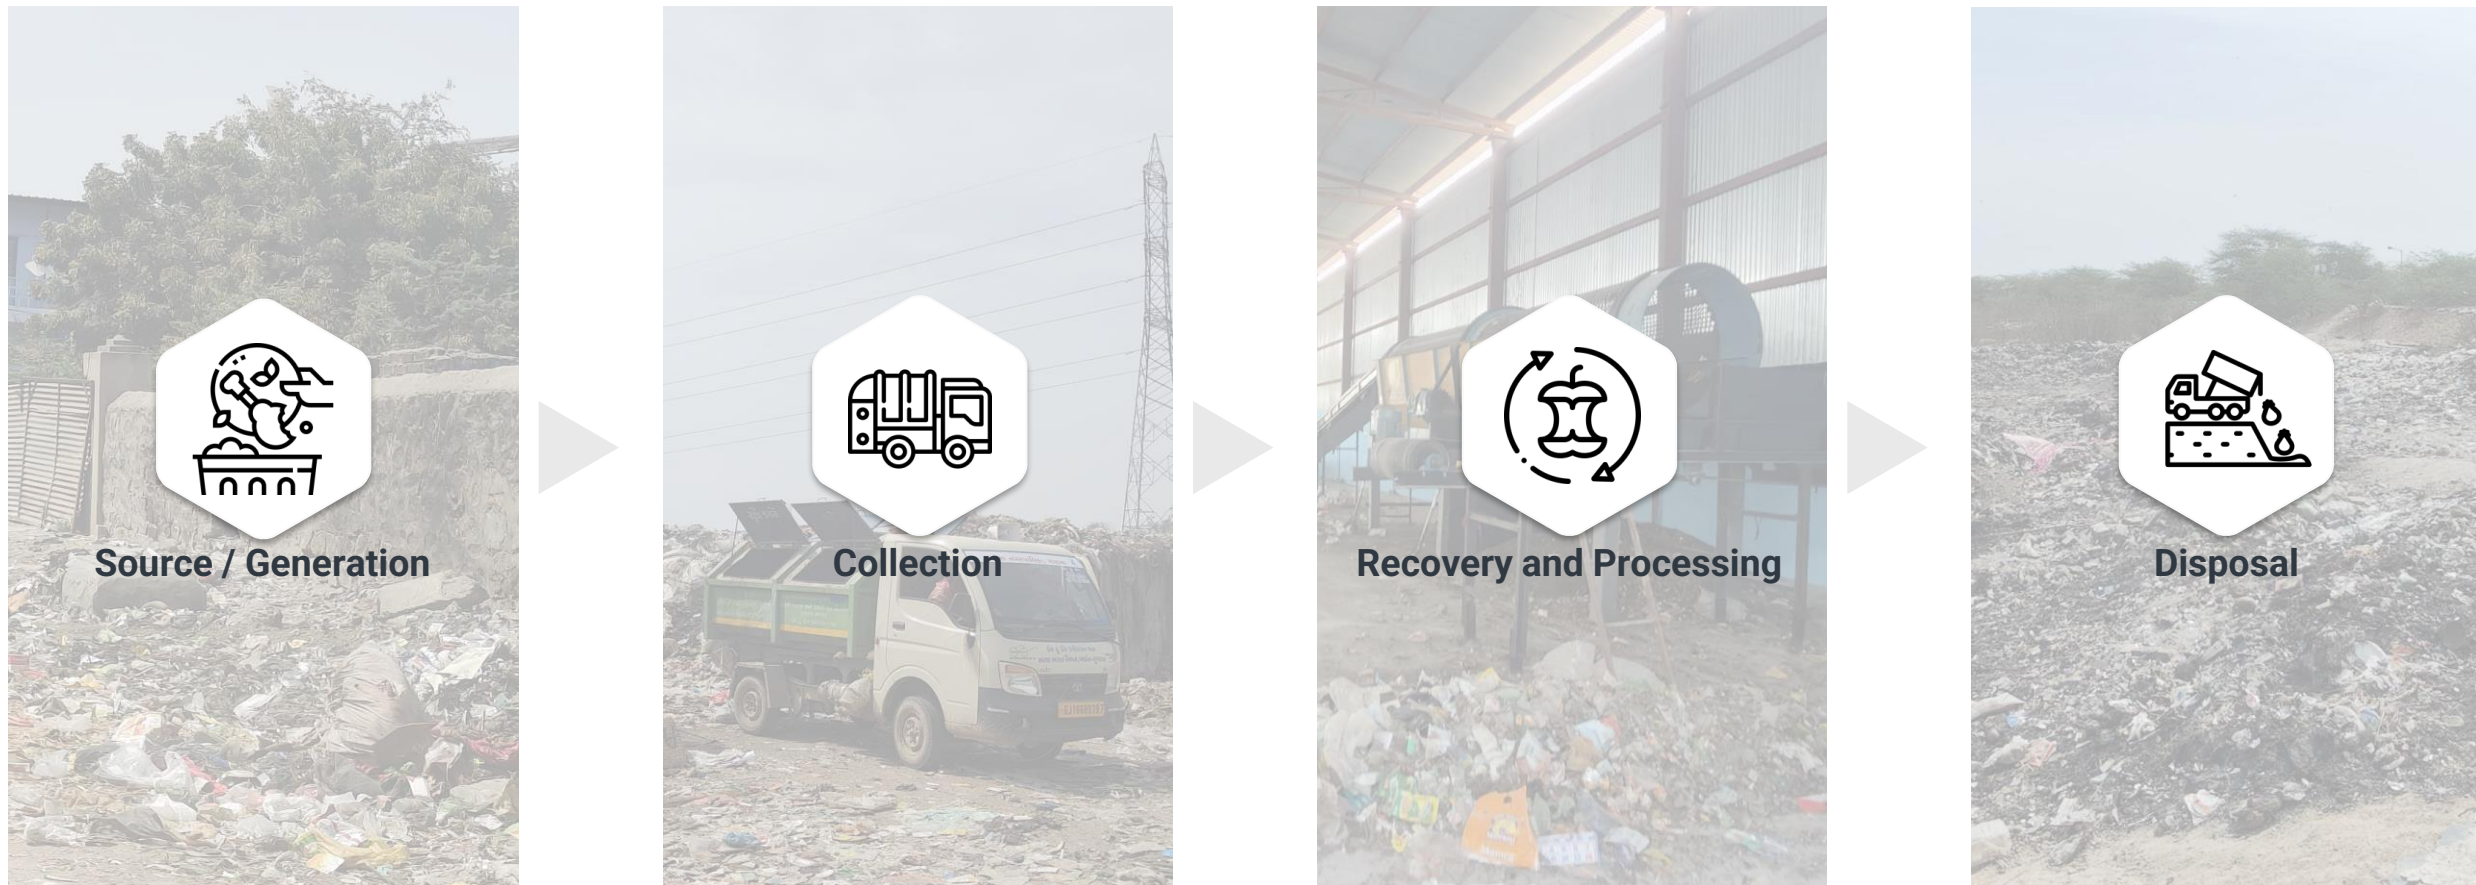 Source / Generation
Collection
Recovery and Processing
Disposal